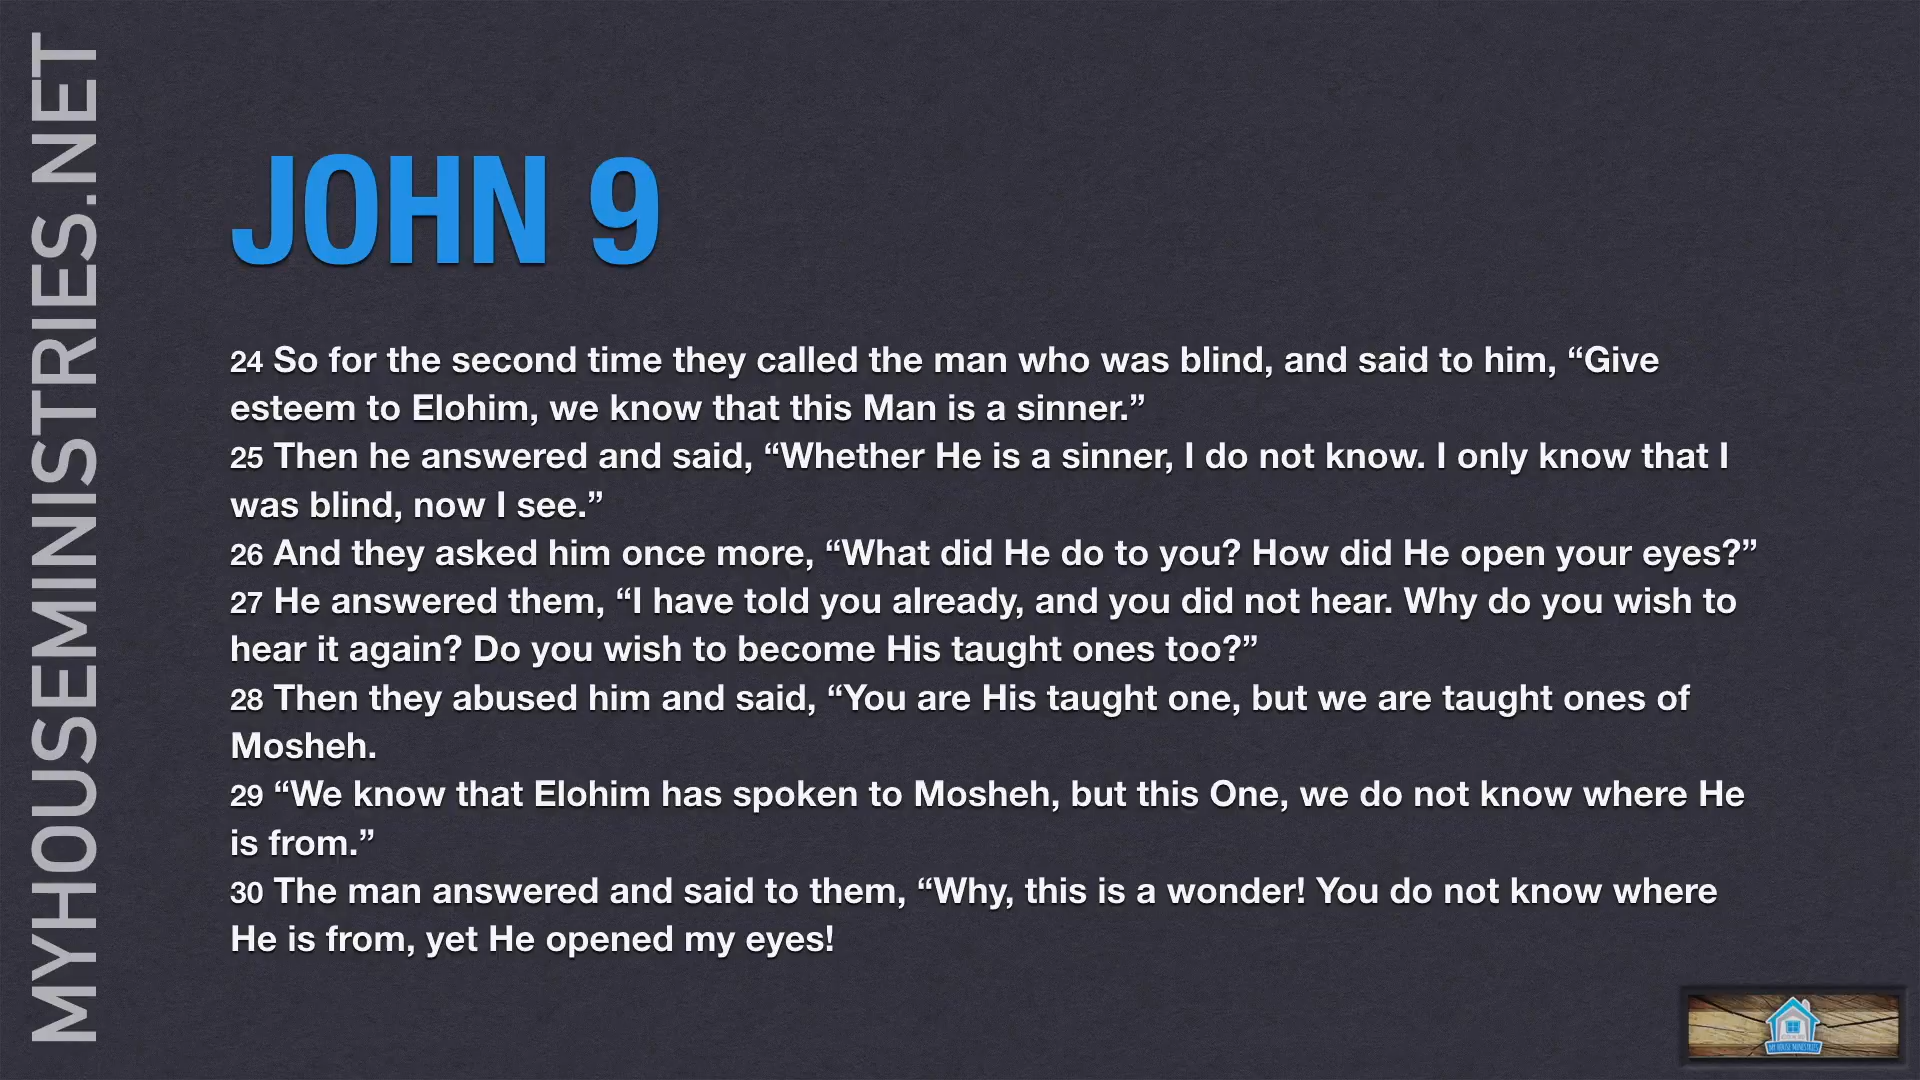 MYHOUSEMINISTRIES.NET
JOHN 9
24 So for the second time they called the man who was blind, and said to him, “Give
esteem to Elohim, we know that this Man is a sinner.”
25 Then he answered and said, “Whether He is a sinner, I do not know. I only know that I
was blind, now I see.”
26 And they asked him once more, “What did He do to you? How did He open your eyes?”
27 He answered them, “I have told you already, and you did not hear. Why do you wish to
hear it again? Do you wish to become His taught ones too?”
28 Then they abused him and said, “You are His taught one, but we are taught ones of
Mosheh.
29 “We know that Elohim has spoken to Mosheh, but this One, we do not know where He
is from.”
30 The man answered and said to them, “Why, this is a wonder! You do not know where
He is from, yet He opened my eyes!
MY HOUSE MINISTRIES